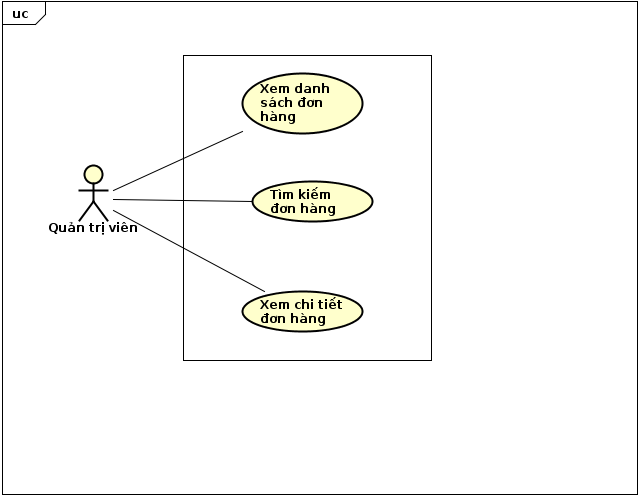 uc
Xem danh
sách đơn
hàng
Tìm kiếm
đơn hàng
Quản trị viên
Xem chi tiết
đơn hàng